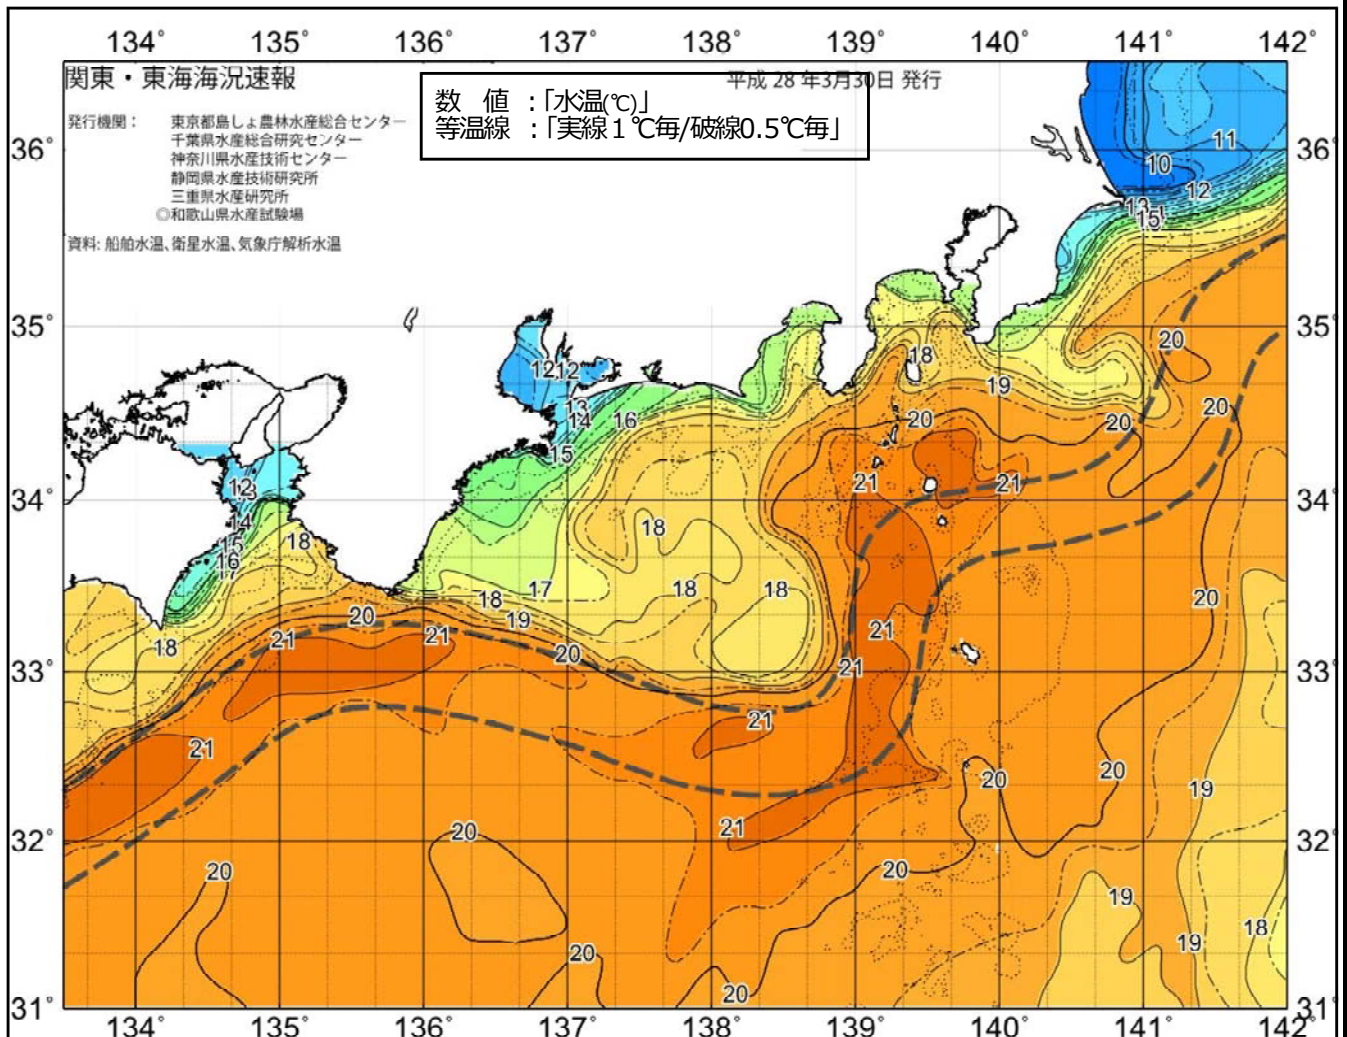 134° 135° 136° 137° 138° 139° 140° 141° 142°
関東・東海海況速報
平成 28 年3月30日 発行
数 値 :「水温(℃)」
等温線 :「実線1℃毎/破線0.5℃毎」
発行機関: 東京都島しょ農林水産総合センター
千葉県水産総合研究センター
神奈川県水産技術センター
静岡県水産技術研究所
三重県水産研究所
◎和歌山県水産試験場
資料: 船舶水温、衛星水温、気象庁解析水温
36° 11 36°
10
12
13
15
35° 35°
20
18
12 12
19
13
14 16 20 20 20
15
12 21 21
34° 34°
14 18
15 18
16
18 17 18 18 20
18 19
20 21
21 21 20
33° 21 33°
21
21
20 20
19
21
32° 20 32°
20 20
19
18
20 19
20
31° 31°
134° 135° 136° 137° 138° 139° 140° 141° 142°